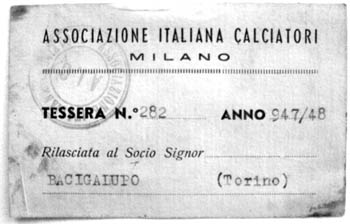 ASSOCIAZIONE ITALIANA CALCIATORI
MILANO
TESSERA N.° 282 ANNO 947/48
Rilasciata al Socio Signor
BACIGALUPO (Torino)